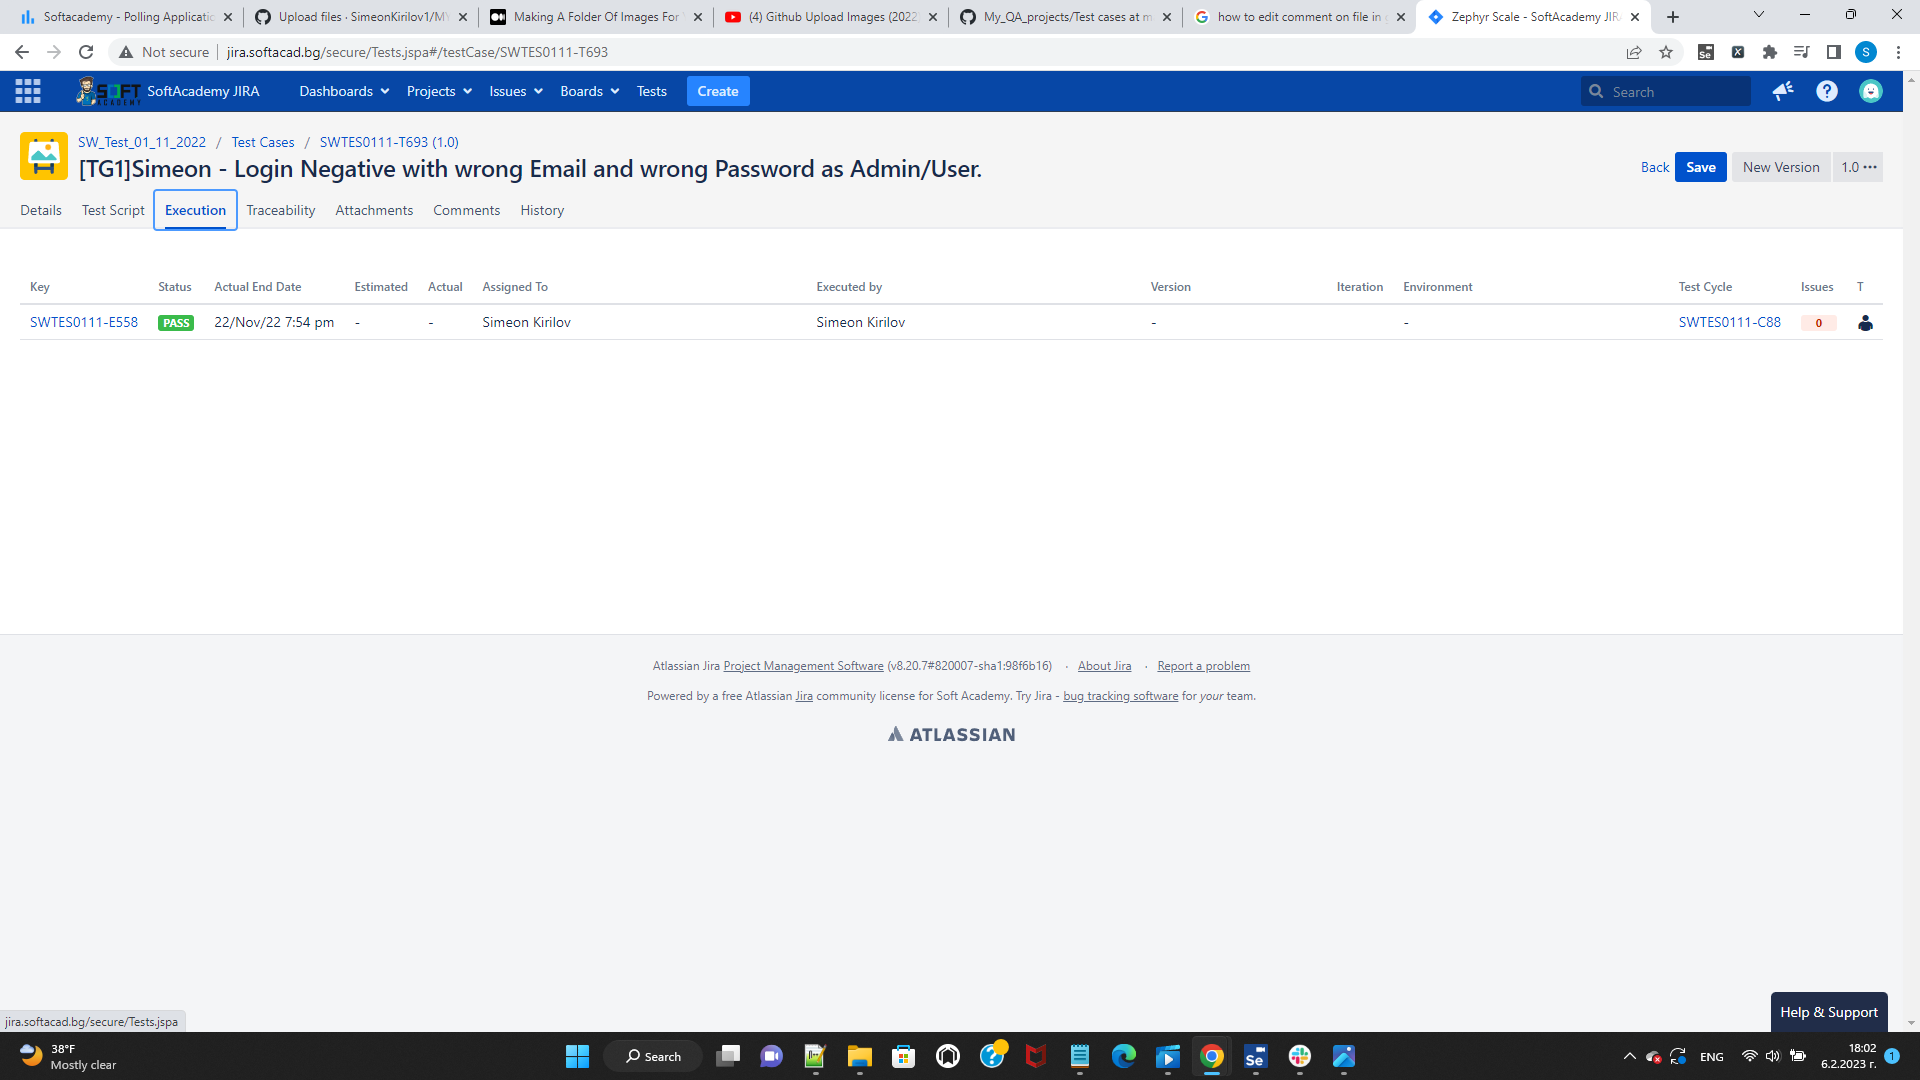 Softacademy - Polling Applicatio
Upload files · SimeonKirilov1/MY
Making A Folder Of Images For Y
(4) Github Upload Images (2022
My_QA_projects/Test cases at m
how to edit comment on file in g
Zephyr Scale - SoftAcademy JIR
Not secure
jira.softacad.bg/secure/Tests.jspa#/testCase/SWTES0111-T693
S
SOFT
ACADEMY
SoftAcademy JIRA
Dashboards
Projects
Issues
Boards
Tests
Create
Search
SW_Test_01_11_2022 / Test Cases / SWTES0111-T693 (1.0)
[TG1]Simeon - Login Negative with wrong Email and wrong Password as Admin/User.
Back
Save
New Version
1.0 •••
Details
Test Script
Execution
Traceability
Attachments
Comments
History
Key Status Actual End Date Estimated Actual Assigned To Executed by Version Iteration Environment Test Cycle Issues T
SWTES0111-E558 PASS 22/Nov/22 7:54 pm - - Simeon Kirilov Simeon Kirilov - - SWTES0111-C88 0
Atlassian Jira Project Management Software (v8.20.7#820007-sha1:98f6b16) · About Jira · Report a problem
Powered by a free Atlassian Jira community license for Soft Academy. Try Jira - bug tracking software for your team.
ATLASSIAN
Help & Support
jira.softacad.bg/secure/Tests.jspa
38°F
Mostly clear
Search
Se
ENG
18:02
6.2.2023 г.
1